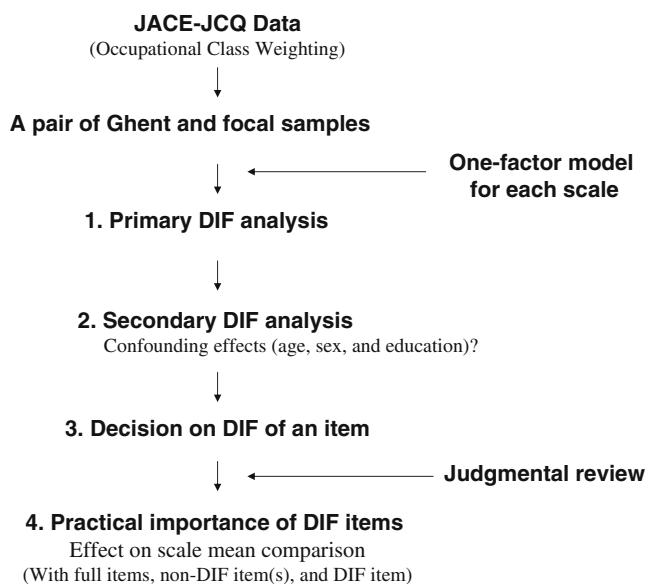 JACE-JCQ Data
(Occupational Class Weighting)
A pair of Ghent and focal samples
One-factor model
for each scale
1. Primary DIF analysis
2. Secondary DIF analysis
Confounding effects (age, sex, and education)?
3. Decision on DIF of an item
Judgmental review
4. Practical importance of DIF items
Effect on scale mean comparison
(With full items, non-DIF item(s), and DIF item)